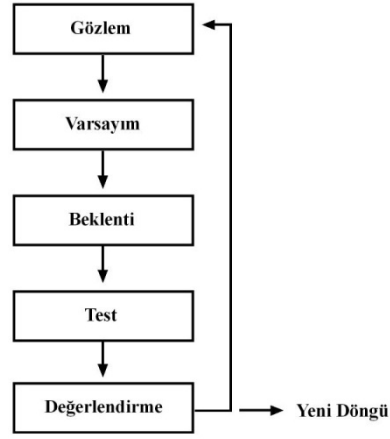 Gözlem
Varsayım
Beklenti
Test
Değerlendirme
Yeni Döngü